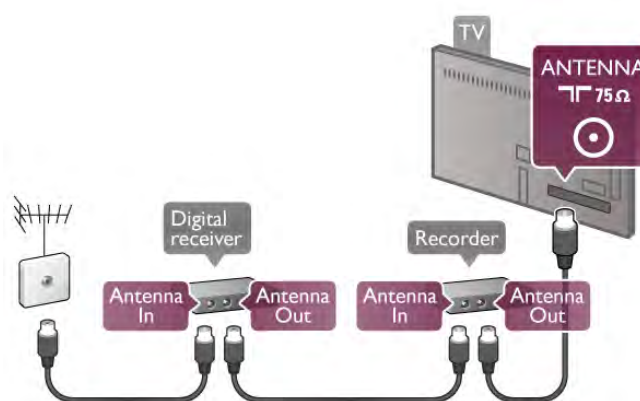 TV
ANTENNA
75Ω
Digital
receiver
Recorder
Antenna
In
Antenna
Out
Antenna
In
Antenna
Out